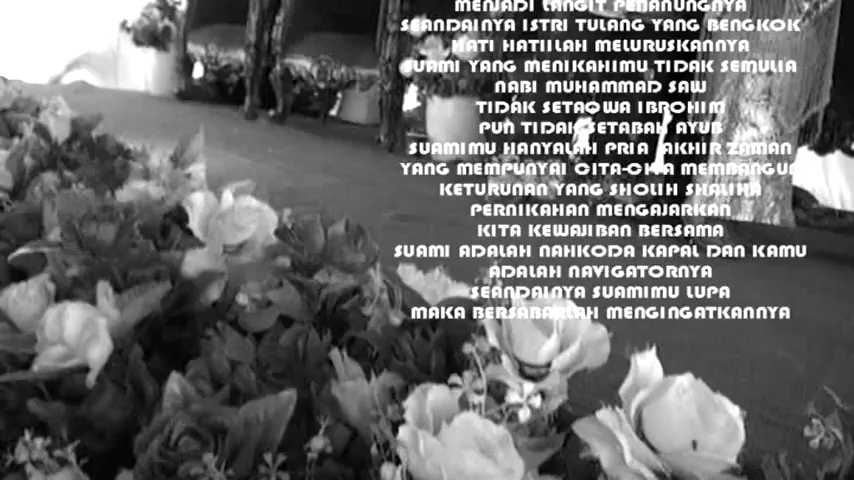 MENJADI LANGIT PENANUNGNYA
SEANDAINYA ISTRI TULANG YANG BENGKOK
HATI HATIILAH MELURUSKANNYA
SUAMI YANG MENIKAHIMU TIDAK SEMULIA
NABI MUHAMMAD SAW
TIDAK SETAQWA IBROHIM
PUN TIDAK SETABAH AYUB
SUAMIMU HANYALAH PRIA AKHIR ZAMAN
YANG MEMPUNYAI CITA-CITA MEMBANGUN
KETURUNAN YANG SHOLIH SHALIHA
PERNIKAHAN MENGAJARKAN
KITA KEWAJIBAN BERSAMA
SUAMI ADALAH NAHKODA KAPAL DAN KAMU
ADALAH NAVIGATORNYA
SEANDAINYA SUAMIMU LUPA
MAKA BERSABARLAH MENGINGATKANNYA